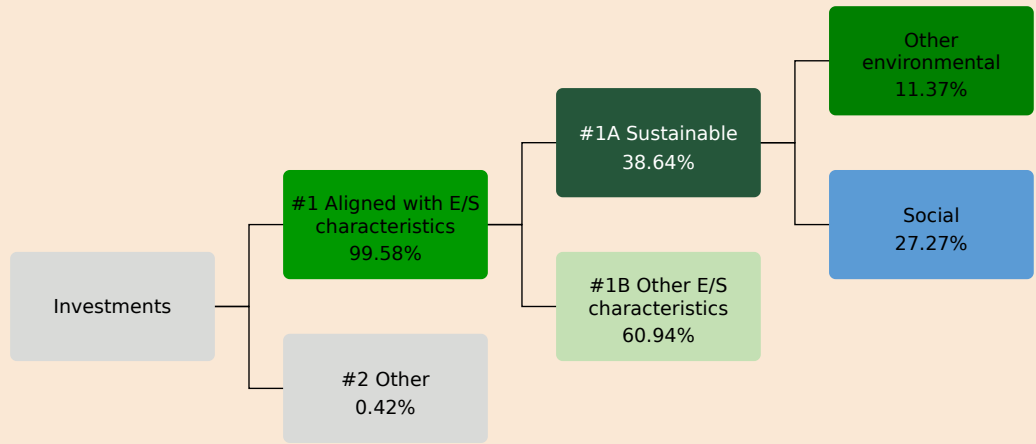 Investments
#1 Aligned with E/S
characteristics
99.58%
#2 Other
0.42%
#1A Sustainable
38.64%
#1B Other E/S
characteristics
60.94%
Other
environmental
11.37%
Social
27.27%